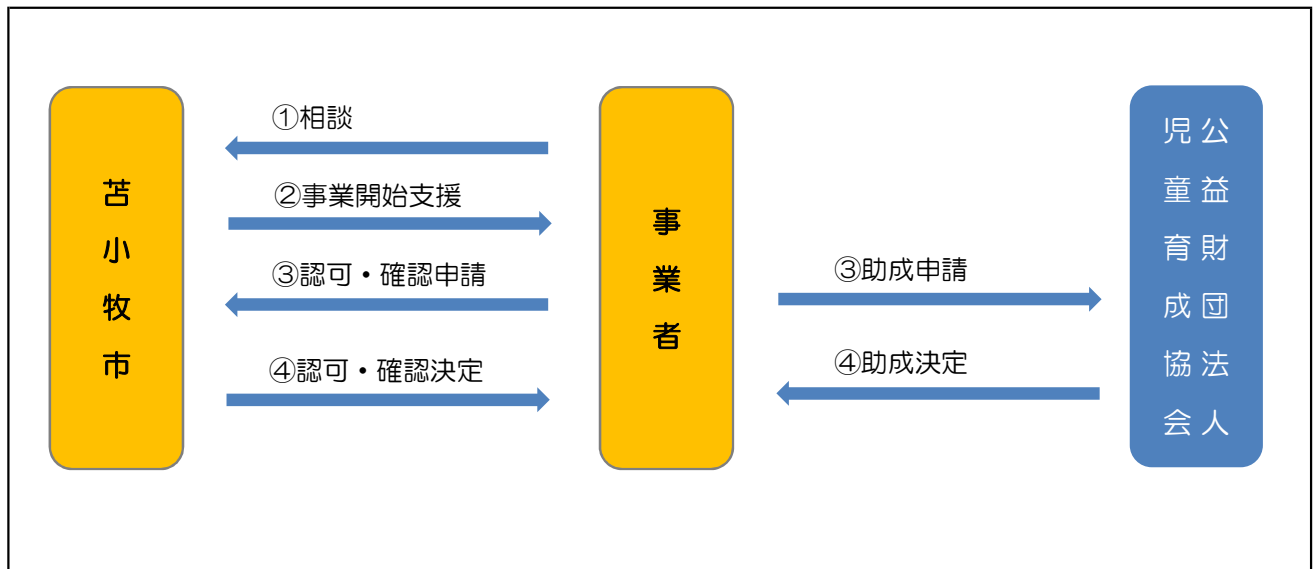 苫小牧市
①相談
②事業開始支援
③認可・確認申請
④認可・確認決定
事業者
③助成申請
④助成決定
公益財団法人
児童育成協会